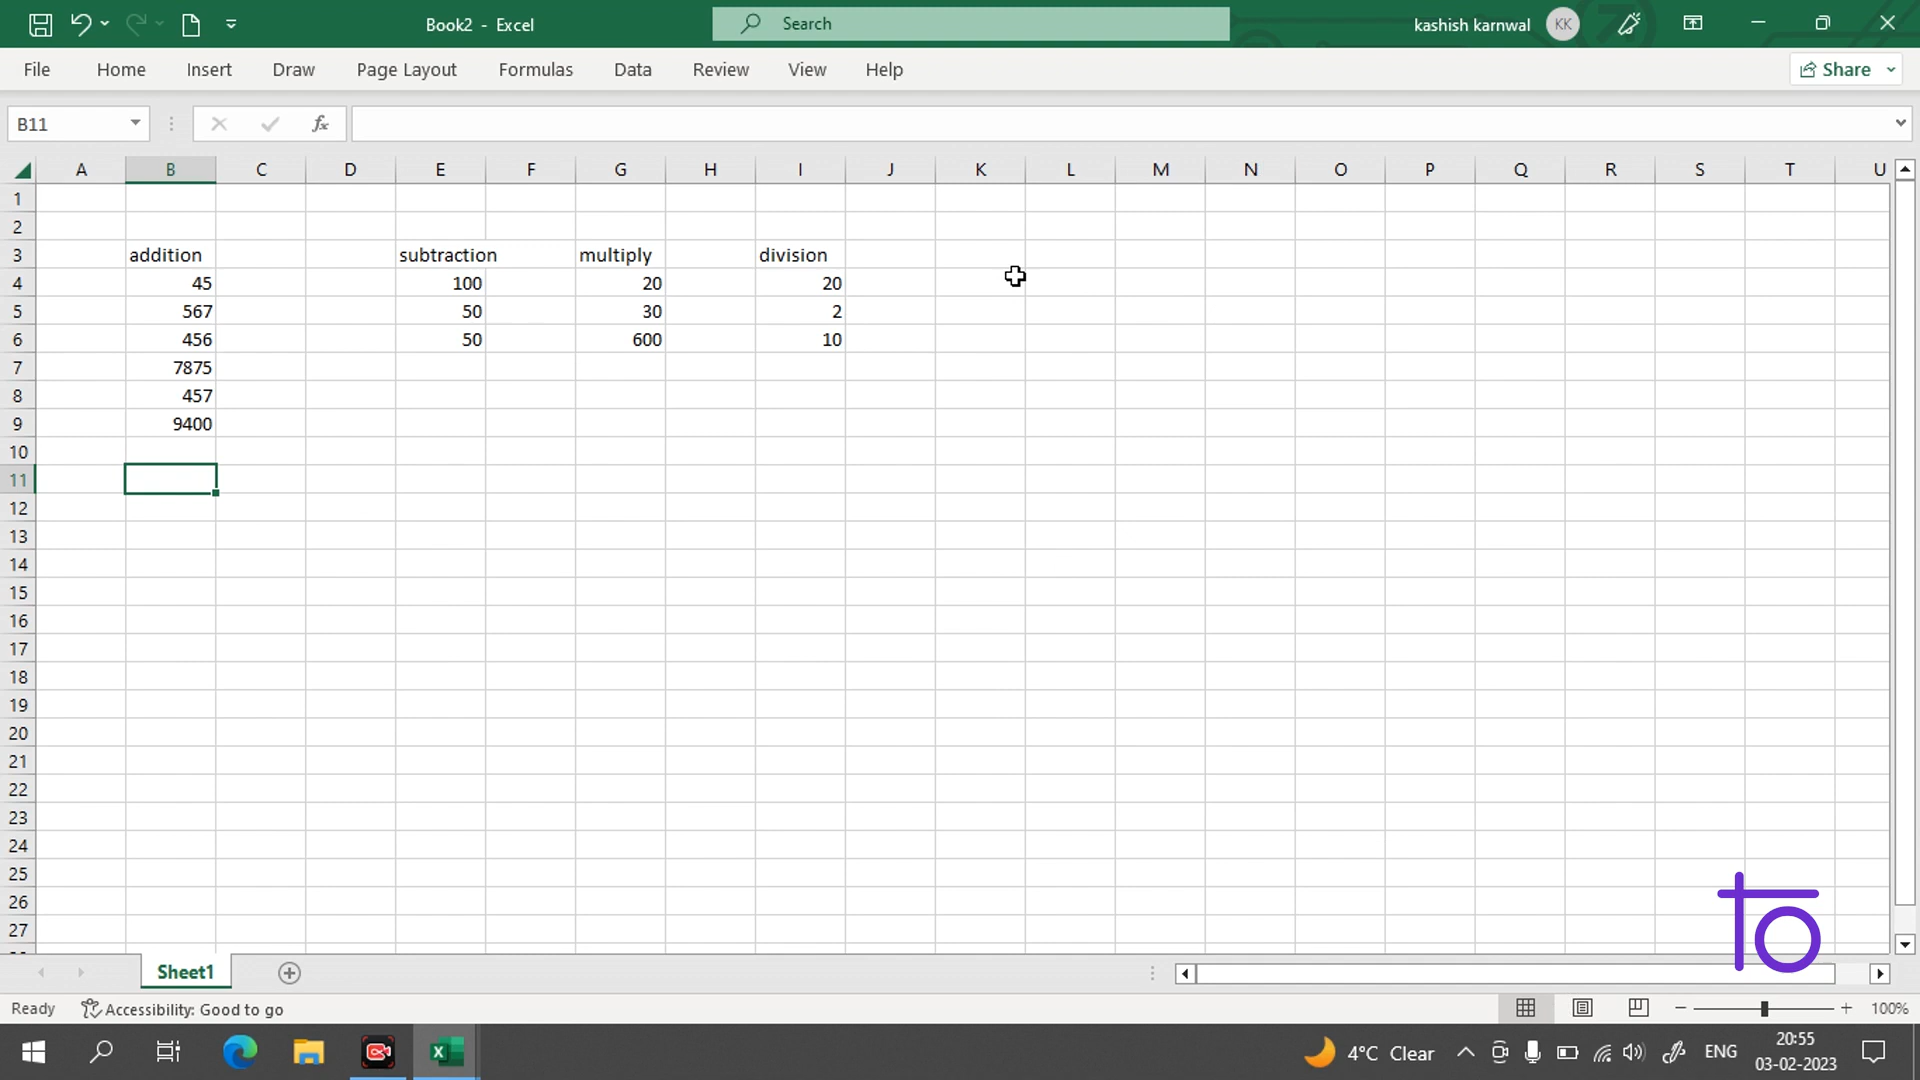 Book2 - Excel
Search
kashish karnwal
KK
File Home Insert Draw Page Layout Formulas Data Review View Help
Share
B11
fx
A B C D E F G H I J K L M N O P Q R S T U
1
2
3 addition subtraction multiply division
4 45 100 20 20
5 567 50 30 2
6 456 50 600 10
7 7875
8 457
9 9400
10
11
12
13
14
15
16
17
18
19
20
21
22
23
24
25
26
27
to
Sheet1
Ready Accessibility: Good to go
100%
4°C Clear
ENG
20:55
03-02-2023